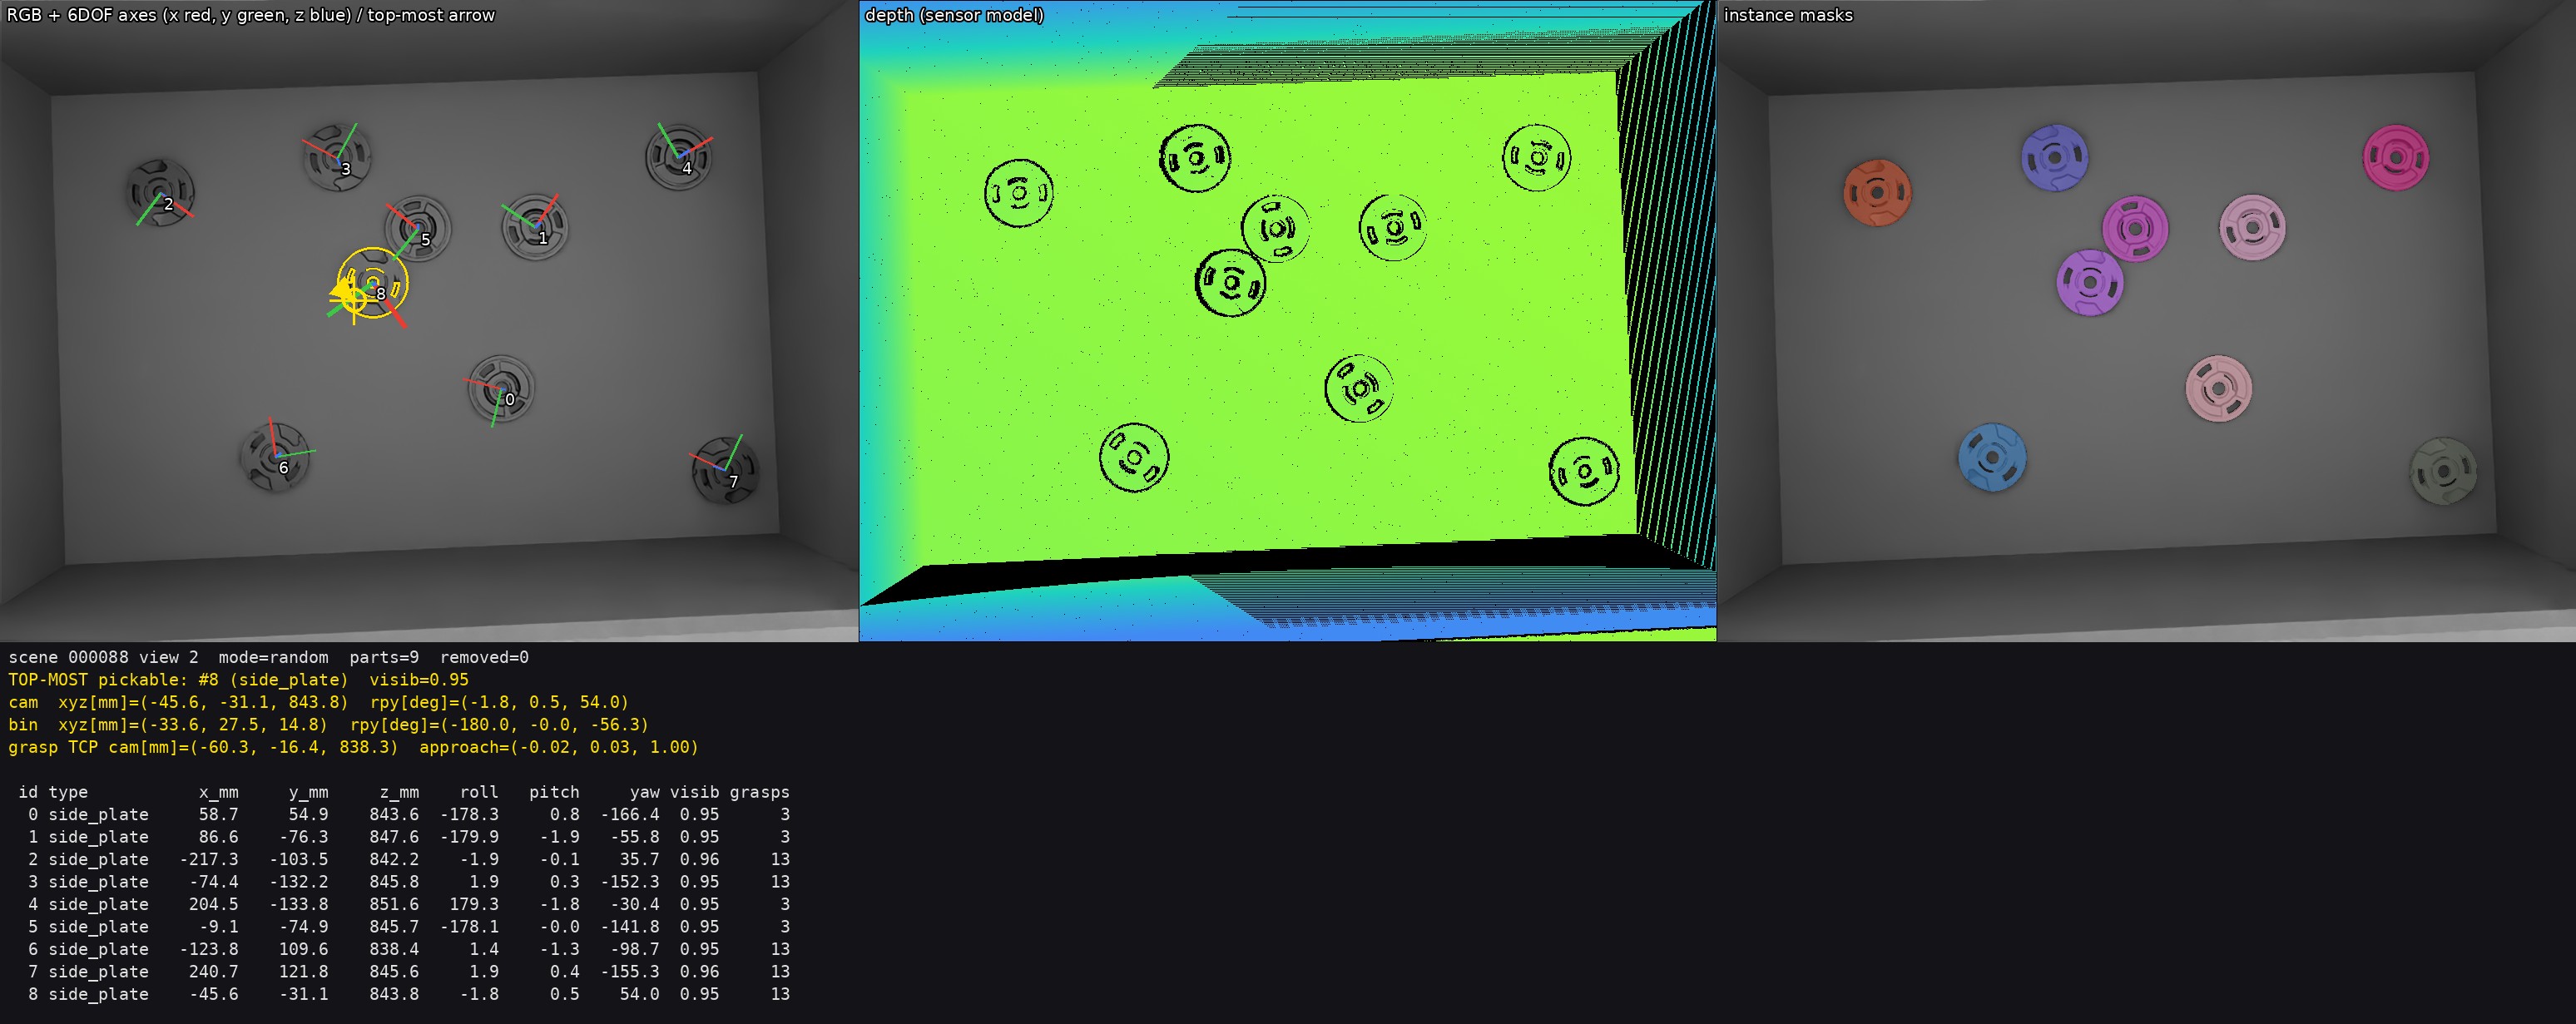 RGB + 6DOF axes (x red, y green, z blue) / top-most arrow
depth (sensor model)
instance masks
3
4
2
5
1
8
0
6
7
scene 000088 view 2  mode=random  parts=9  removed=0
TOP-MOST pickable: #8 (side_plate)  visib=0.95
cam  xyz[mm]=(-45.6, -31.1, 843.8)  rpy[deg]=(-1.8, 0.5, 54.0)
bin  xyz[mm]=(-33.6, 27.5, 14.8)  rpy[deg]=(-180.0, -0.0, -56.3)
grasp TCP cam[mm]=(-60.3, -16.4, 838.3)  approach=(-0.02, 0.03, 1.00)
id type x_mm y_mm z_mm roll pitch yaw visib grasps
0 side_plate 58.7 54.9 843.6 -178.3 0.8 -166.4 0.95 3
1 side_plate 86.6 -76.3 847.6 -179.9 -1.9 -55.8 0.95 3
2 side_plate -217.3 -103.5 842.2 -1.9 -0.1 35.7 0.96 13
3 side_plate -74.4 -132.2 845.8 1.9 0.3 -152.3 0.95 13
4 side_plate 204.5 -133.8 851.6 179.3 -1.8 -30.4 0.95 3
5 side_plate -9.1 -74.9 845.7 -178.1 -0.0 -141.8 0.95 3
6 side_plate -123.8 109.6 838.4 1.4 -1.3 -98.7 0.95 13
7 side_plate 240.7 121.8 845.6 1.9 0.4 -155.3 0.96 13
8 side_plate -45.6 -31.1 843.8 -1.8 0.5 54.0 0.95 13